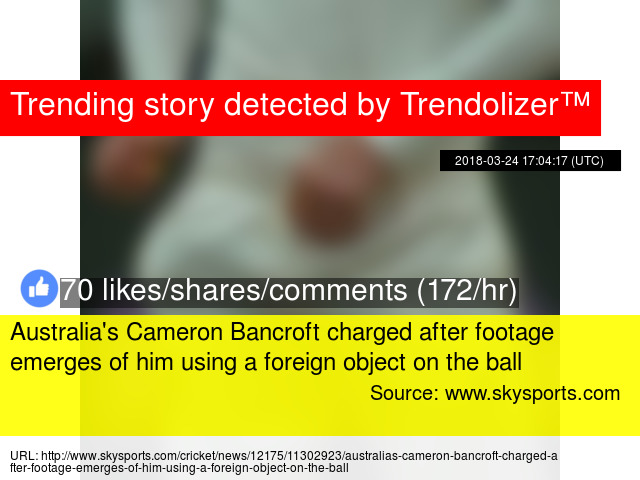 Trending story detected by Trendolizer™
2018-03-24 17:04:17 (UTC)
70 likes/shares/comments (172/hr)
Australia's Cameron Bancroft charged after footage
emerges of him using a foreign object on the ball
Source: www.skysports.com
URL: http://www.skysports.com/cricket/news/12175/11302923/australias-cameron-bancroft-charged-a
fter-footage-emerges-of-him-using-a-foreign-object-on-the-ball